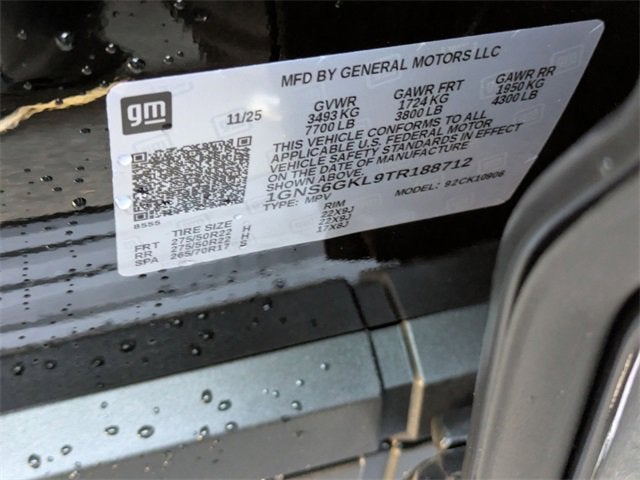 MFD BY GENERAL MOTORS LLC
gm
11/25
GVWR GAWR FRT GAWR RR
3493 KG 1724 KG 1950 KG
7700 LB 3800 LB 4300 LB
THIS VEHICLE CONFORMS TO ALL
APPLICABLE U.S. FEDERAL MOTOR
VEHICLE SAFETY STANDARDS IN EFFECT
ON THE DATE OF MANUFACTURE
SHOWN ABOVE.
1GNS6GKL9TR188712
TYPE: MPV MODEL: 92CK10906
8555
TIRE SIZE RIM
FRT 275/50R22 H 22X9J
RR 275/50R22 H 22X9J
SPA 265/70R17 S 17X8J